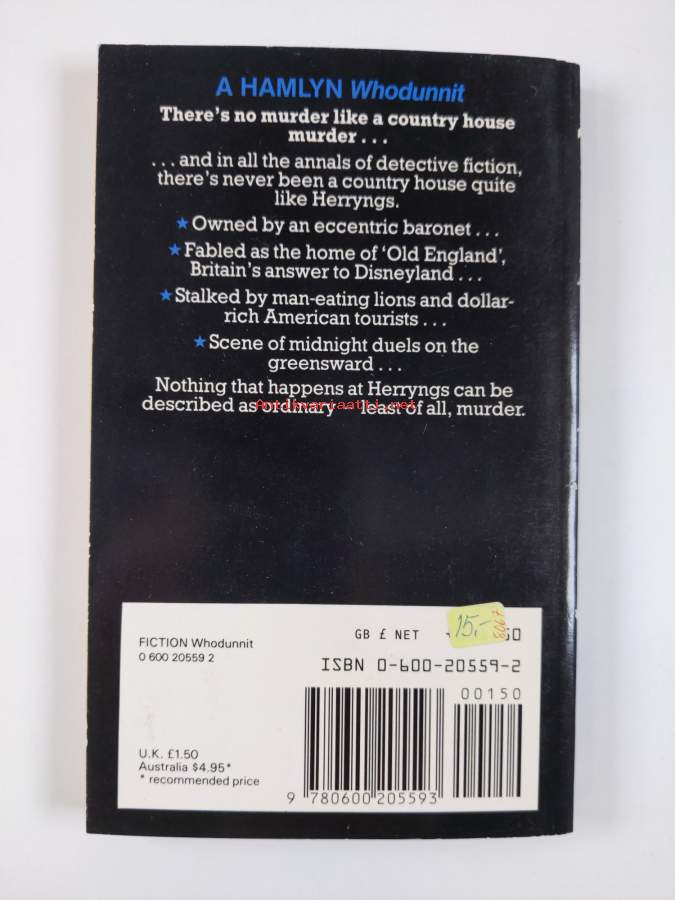 A HAMLYN Whodunnit
There's no murder like a country house
murder...
...and in all the annals of detective fiction,
there's never been a country house quite
like Herryngs.
★Owned by an eccentric baronet...
★Fabled as the home of 'Old England',
Britain's answer to Disneyland...
★Stalked by man-eating lions and dollar-
rich American tourists...
★Scene of midnight duels on the
greensward...
Nothing that happens at Herryngs can be
described as ordinary – least of all, murder.
Antikvariaatti.net
FICTION Whodunnit
0 600 20559 2
GB £ NET
15,-
50
ISBN 0-600-20559-2
00150
U.K. £1.50
Australia $4.95*
* recommended price
9 780600 205593